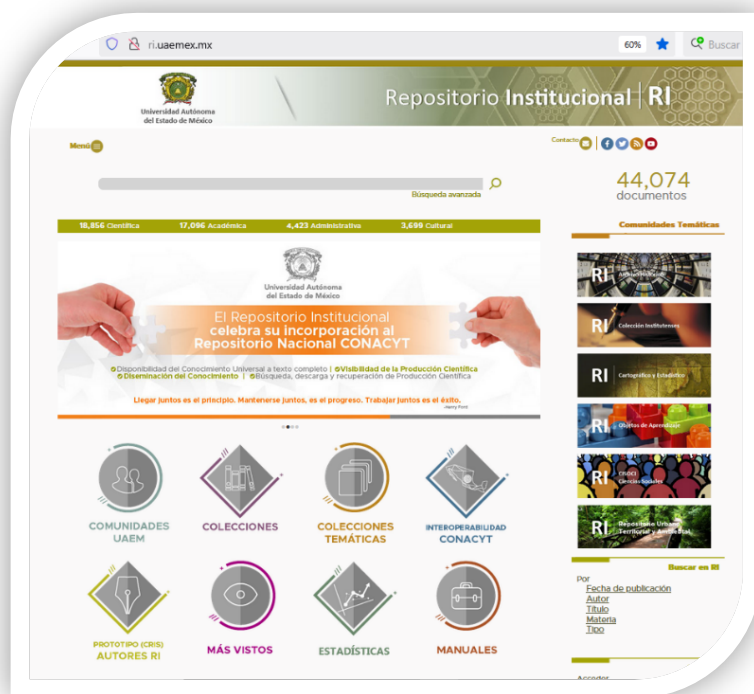 ri.uaemex.mx
60%
Buscar
Universidad Autónoma
del Estado de México
Repositorio Institucional | RI
Menú
Contacto
Búsqueda avanzada
44,074
documentos
18,856 Científica 17,096 Académica 4,423 Administrativa 3,699 Cultural
Universidad Autónoma
del Estado de México
El Repositorio Institucional
celebra su incorporación al
Repositorio Nacional CONACYT
Disponibilidad del Conocimiento Universal a texto completo | Visibilidad de la Producción Científica
Diseminación del Conocimiento | Búsqueda, descarga y recuperación de Producción Científica
Llegar juntos es el principio. Mantenerse juntos, es el progreso. Trabajar juntos es el éxito.
-Henry Ford
COMUNIDADES
UAEM
COLECCIONES
COLECCIONES
TEMÁTICAS
INTEROPERABILIDAD
CONACYT
PROTOTIPO (CRIS)
AUTORES RI
MÁS VISTOS
ESTADÍSTICAS
MANUALES
Comunidades Temáticas
RI
RI Colección Institutenses
RI Cartográfica y Estadística
RI Objetos de Aprendizaje
RI Ciencias Sociales
RI Repositorio Urbano
Territorial y Ambiental
Buscar en RI
Por
Fecha de publicación
Autor
Título
Materia
Tipo
Acceder